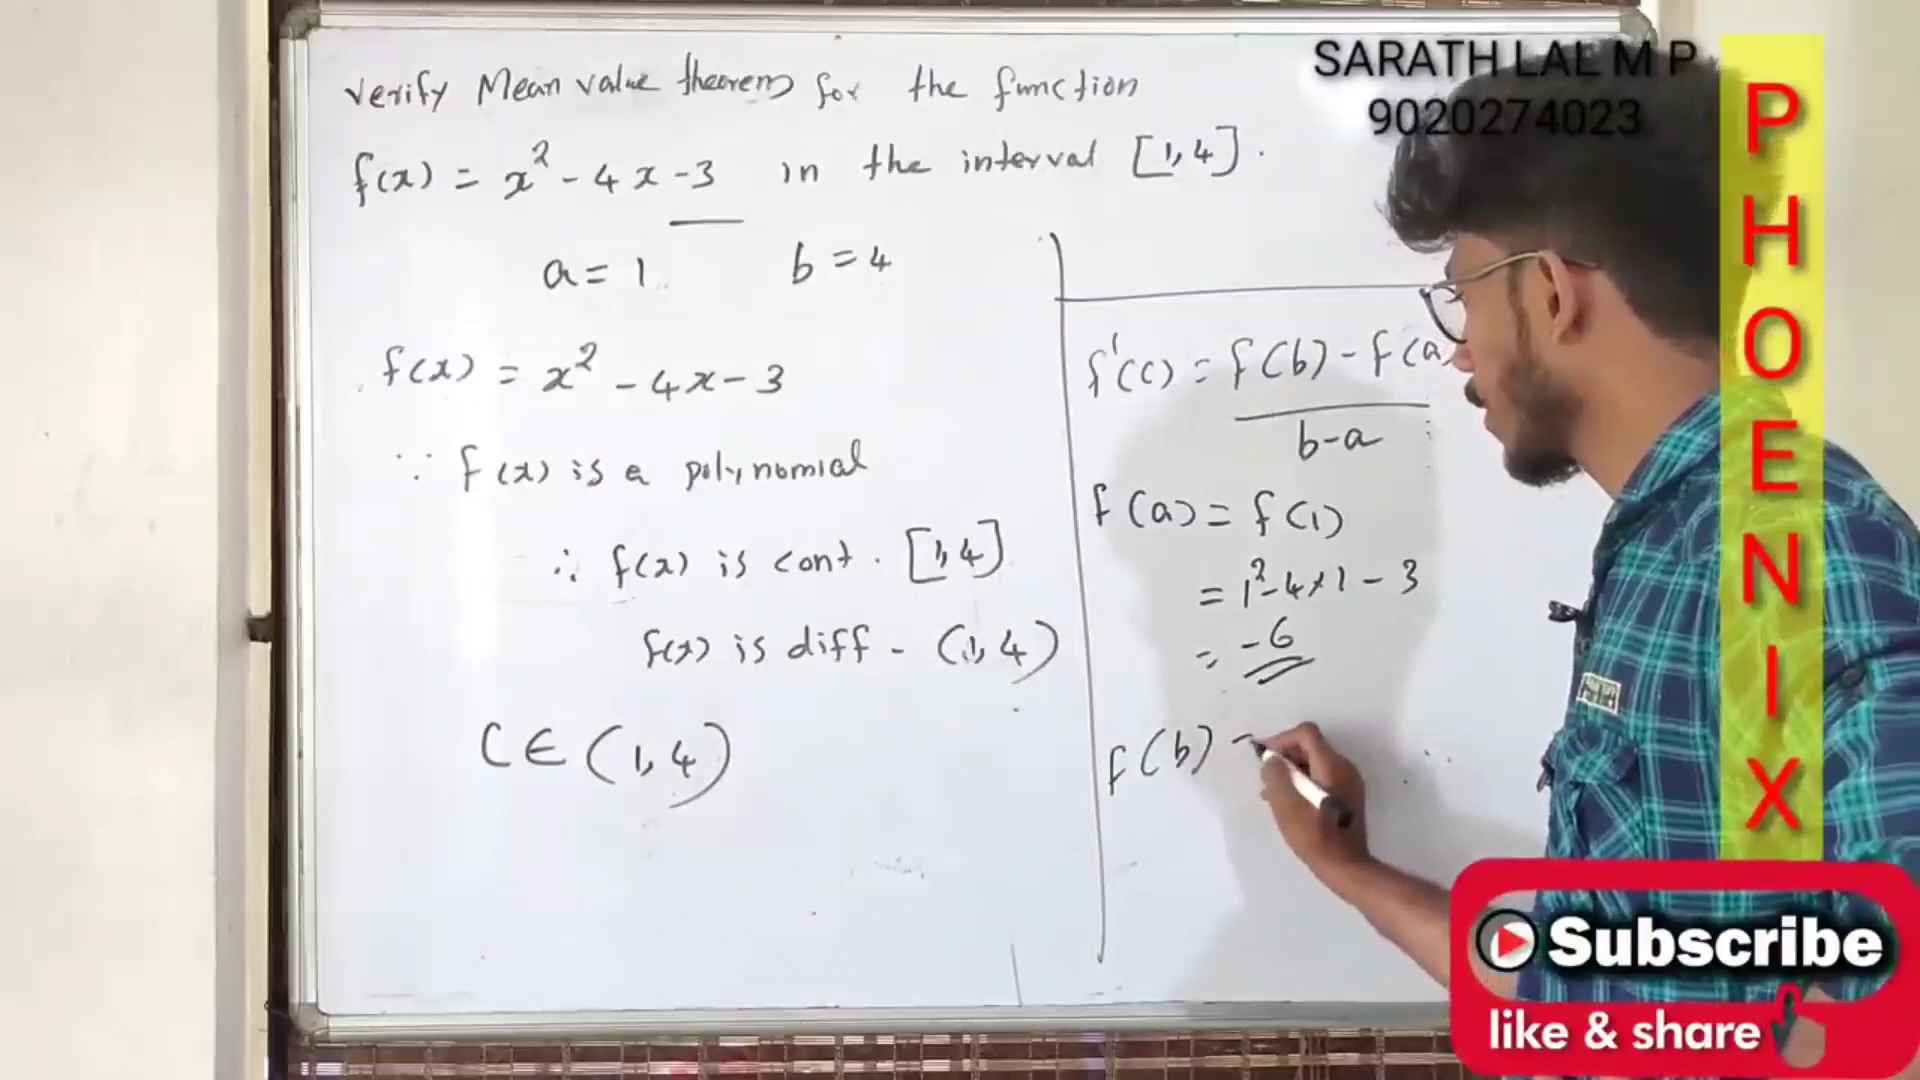 Verify Mean value theorem for the function
f(x) = x² - 4x - 3 in the interval [1, 4].
a = 1 b = 4
f(x) = x² - 4x - 3
∵ f(x) is a polynomial
∴ f(x) is cont. [1, 4]
f(x) is diff - (1, 4)
C ∈ (1, 4)
f'(c) = f(b) - f(a)
b-a
f(a) = f(1)
= 1² - 4×1 - 3
= -6
f(b) =
SARATH LAL M P
9020274023
PHOENIX
Subscribe
like & share